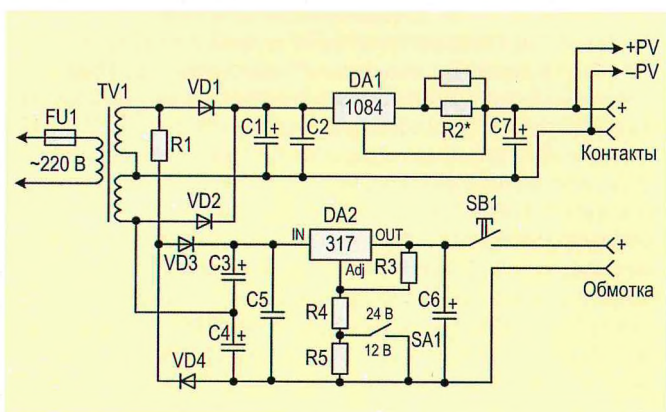 +PV
–PV
TV1
VD1
DA1
FU1
1084
R1
C1 +
C2
R2*
C7 +
+
~220 В
Контакты
VD2
SB1
DA2
IN
317
OUT
+
VD3
C3 +
Adj
R3
C5
C6
+
Обмотка
R4
24 В
C4 +
SA1
R5
12 В
VD4